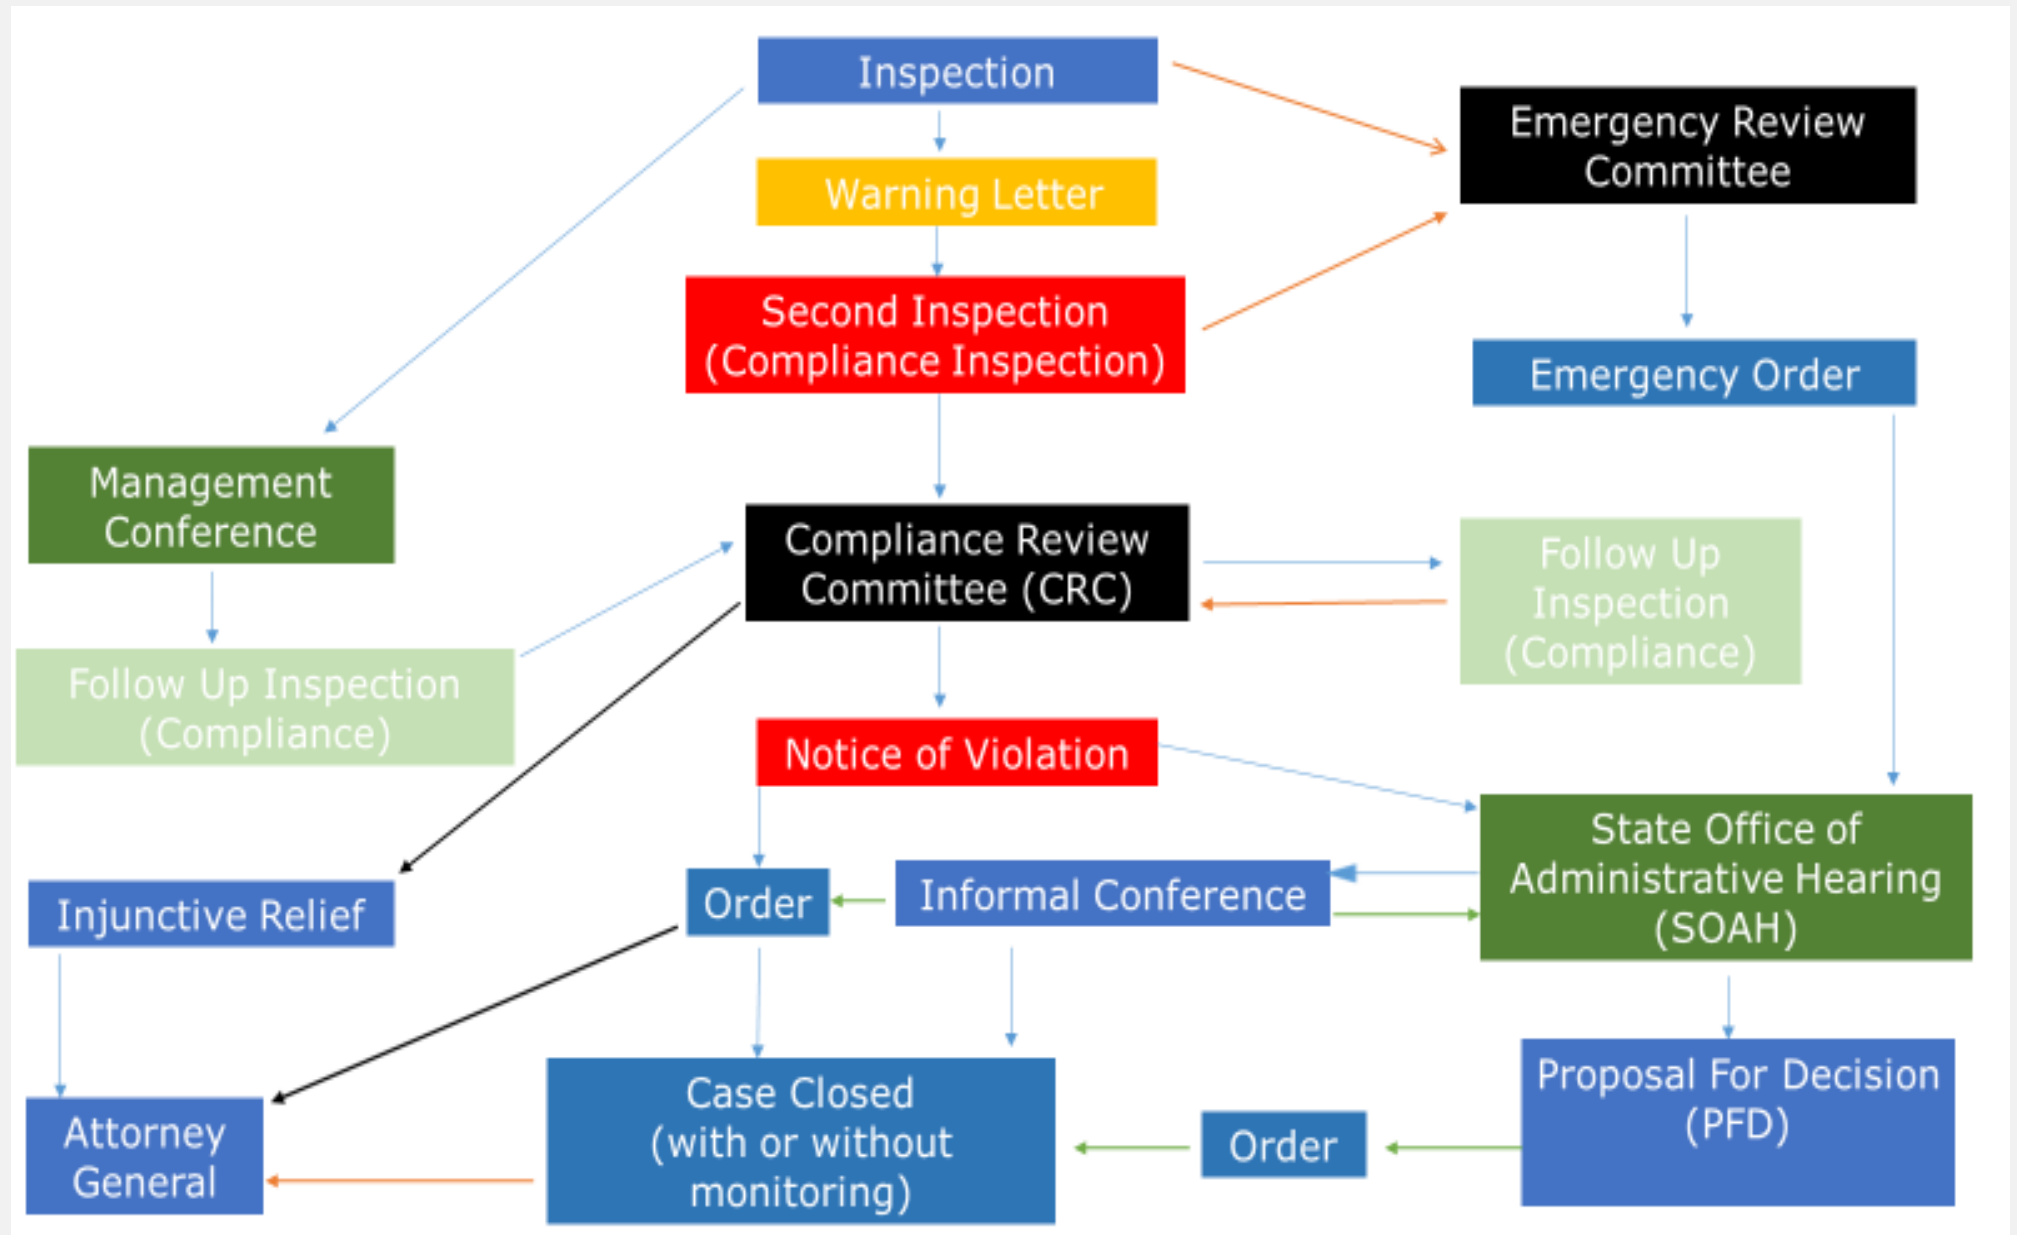 Inspection
Emergency Review
Committee
Warning Letter
Second Inspection
(Compliance Inspection)
Emergency Order
Management
Conference
Compliance Review
Committee (CRC)
Follow Up
Inspection
(Compliance)
Follow Up Inspection
(Compliance)
Notice of Violation
State Office of
Administrative Hearing
(SOAH)
Injunctive Relief
Order
Informal Conference
Attorney
General
Case Closed
(with or without
monitoring)
Order
Proposal For Decision
(PFD)